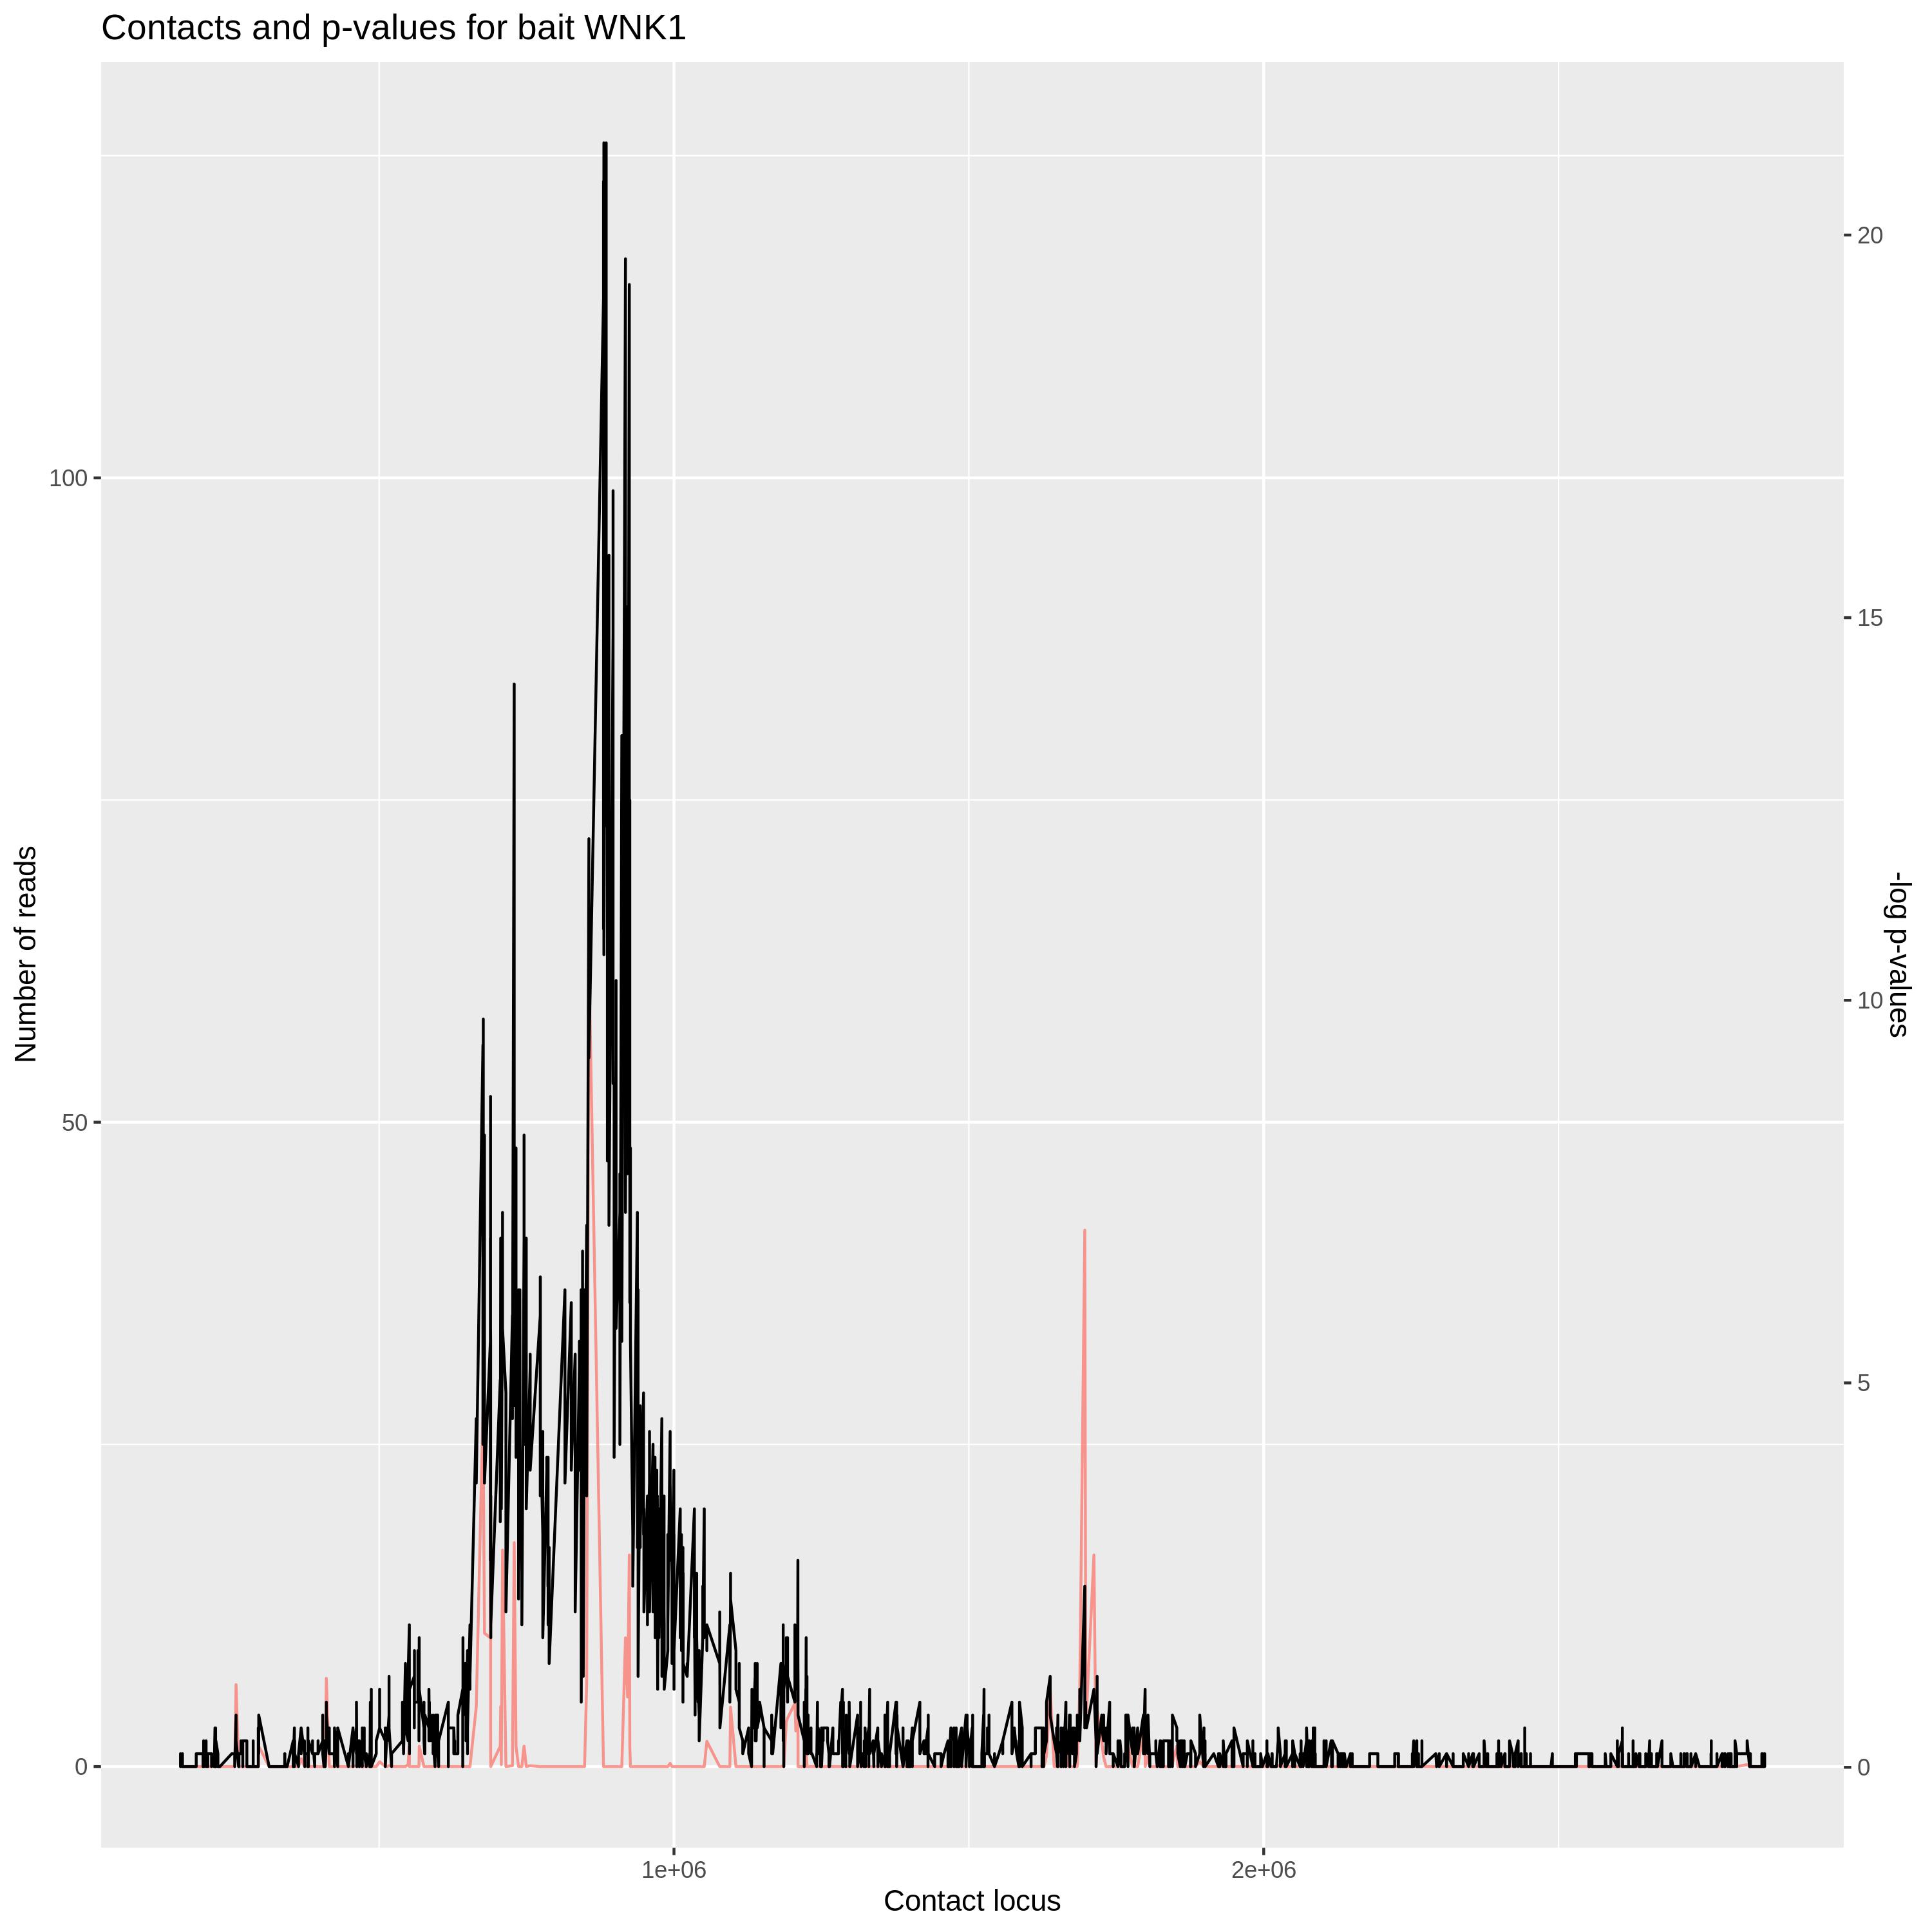 Contacts and p-values for bait WNK1
Number of reads
100
50
0
20
15
10
5
0
-log p-values
1e+06
2e+06
Contact locus